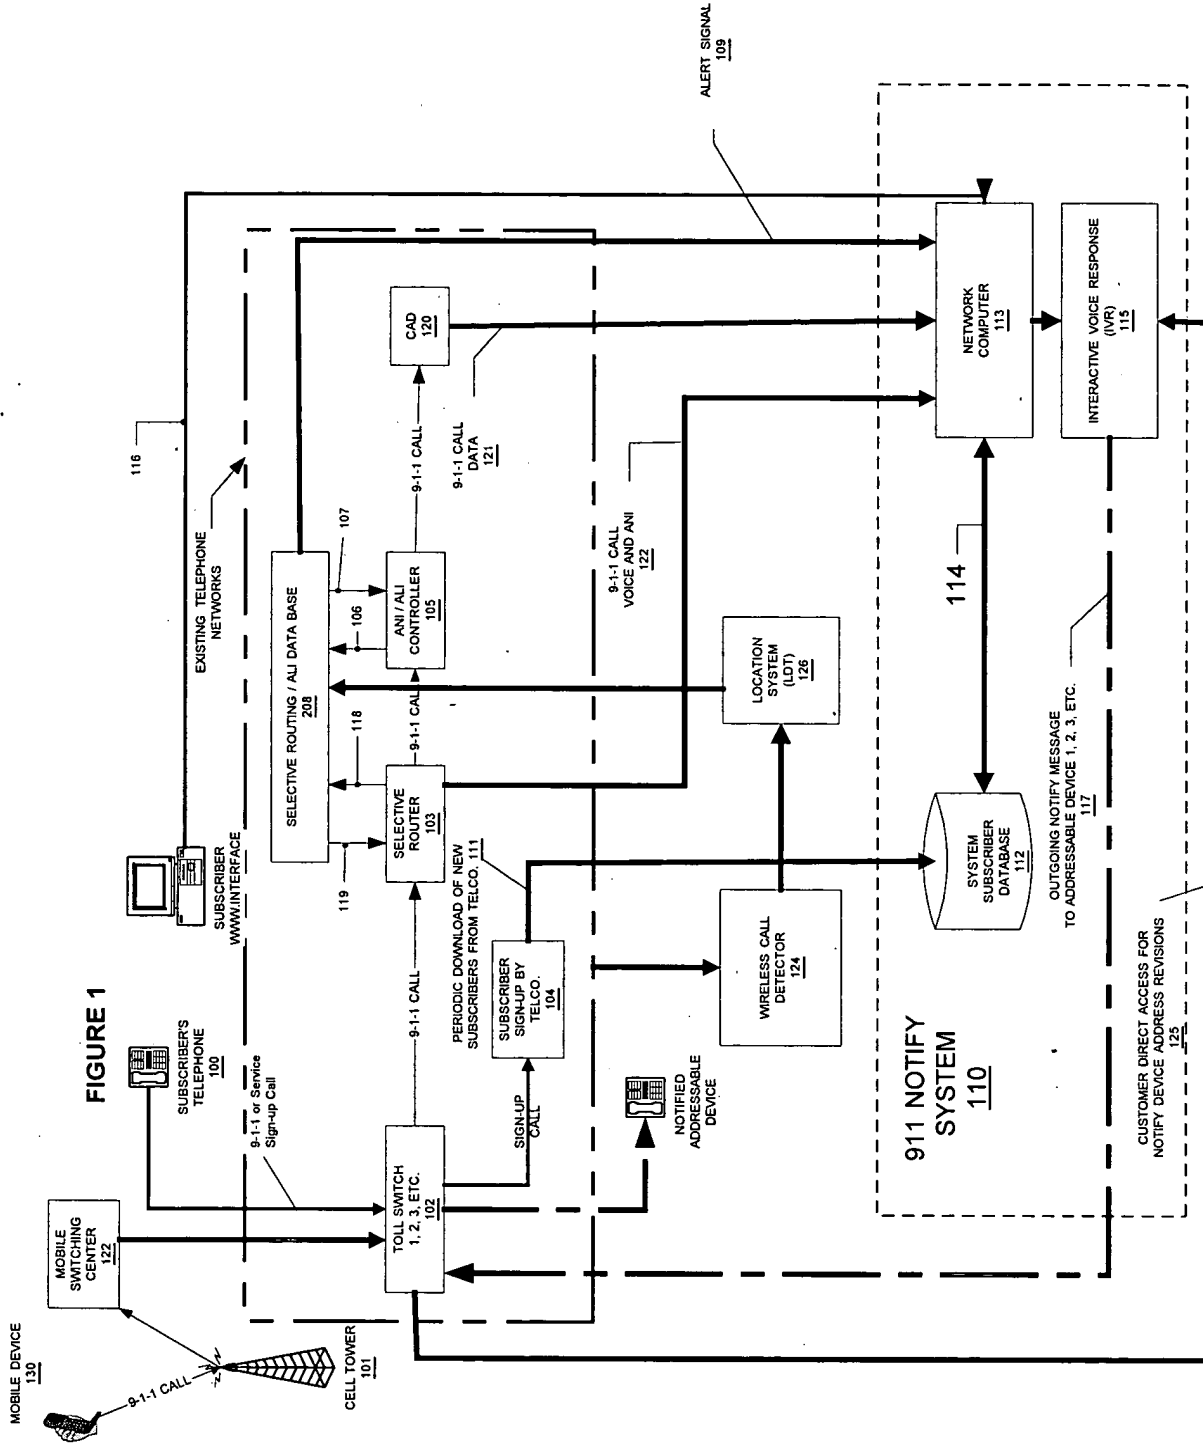 FIGURE 1
MOBILE DEVICE
130
9-1-1 CALL
CELL TOWER
101
MOBILE
SWITCHING
CENTER
122
SUBSCRIBER'S
TELEPHONE
100
9-1-1 or Service
Sign-up Call
SUBSCRIBER
WWW.INTERFACE
116
EXISTING TELEPHONE
NETWORKS
SELECTIVE ROUTING / ALI DATA BASE
208
119
118
106
107
TOLL SWITCH
1, 2, 3, ETC.
102
9-1-1 CALL
SELECTIVE
ROUTER
103
9-1-1 CALL
ANI / ALI
CONTROLLER
105
9-1-1 CALL
CAD
120
SIGN-UP
CALL
SUBSCRIBER
SIGN-UP BY
TELCO.
104
PERIODIC DOWNLOAD OF NEW
SUBSCRIBERS FROM TELCO. 111
9-1-1 CALL
DATA
121
9-1-1 CALL
VOICE AND ANI
122
ALERT SIGNAL
109
NOTIFIED
ADDRESSABLE
DEVICE
WIRELESS CALL
DETECTOR
124
LOCATION
SYSTEM
(LDT)
126
911 NOTIFY
SYSTEM
110
SYSTEM
SUBSCRIBER
DATABASE
112
114
NETWORK
COMPUTER
113
INTERACTIVE VOICE RESPONSE
(IVR)
115
OUTGOING NOTIFY MESSAGE
TO ADDRESSABLE DEVICE 1, 2, 3, ETC.
117
CUSTOMER DIRECT ACCESS FOR
NOTIFY DEVICE ADDRESS REVISIONS
125